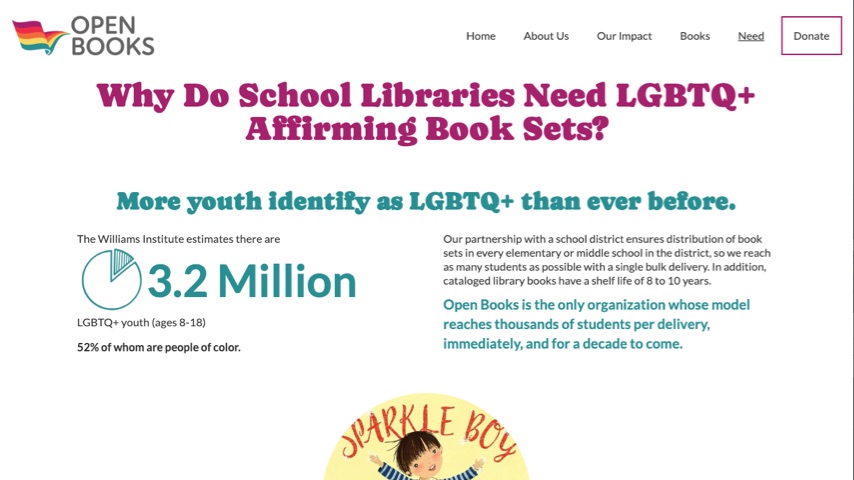 OPEN
BOOKS
Home About Us Our Impact Books Need Donate
Why Do School Libraries Need LGBTQ+
Affirming Book Sets?
More youth identify as LGBTQ+ than ever before.
The Williams Institute estimates there are
3.2 Million
LGBTQ+ youth (ages 8-18)
52% of whom are people of color.
Our partnership with a school district ensures distribution of book
sets in every elementary or middle school in the district, so we reach
as many students as possible with a single bulk delivery. In addition,
cataloged library books have a shelf life of 8 to 10 years.
Open Books is the only organization whose model
reaches thousands of students per delivery,
immediately, and for a decade to come.
SPARKLE BOY